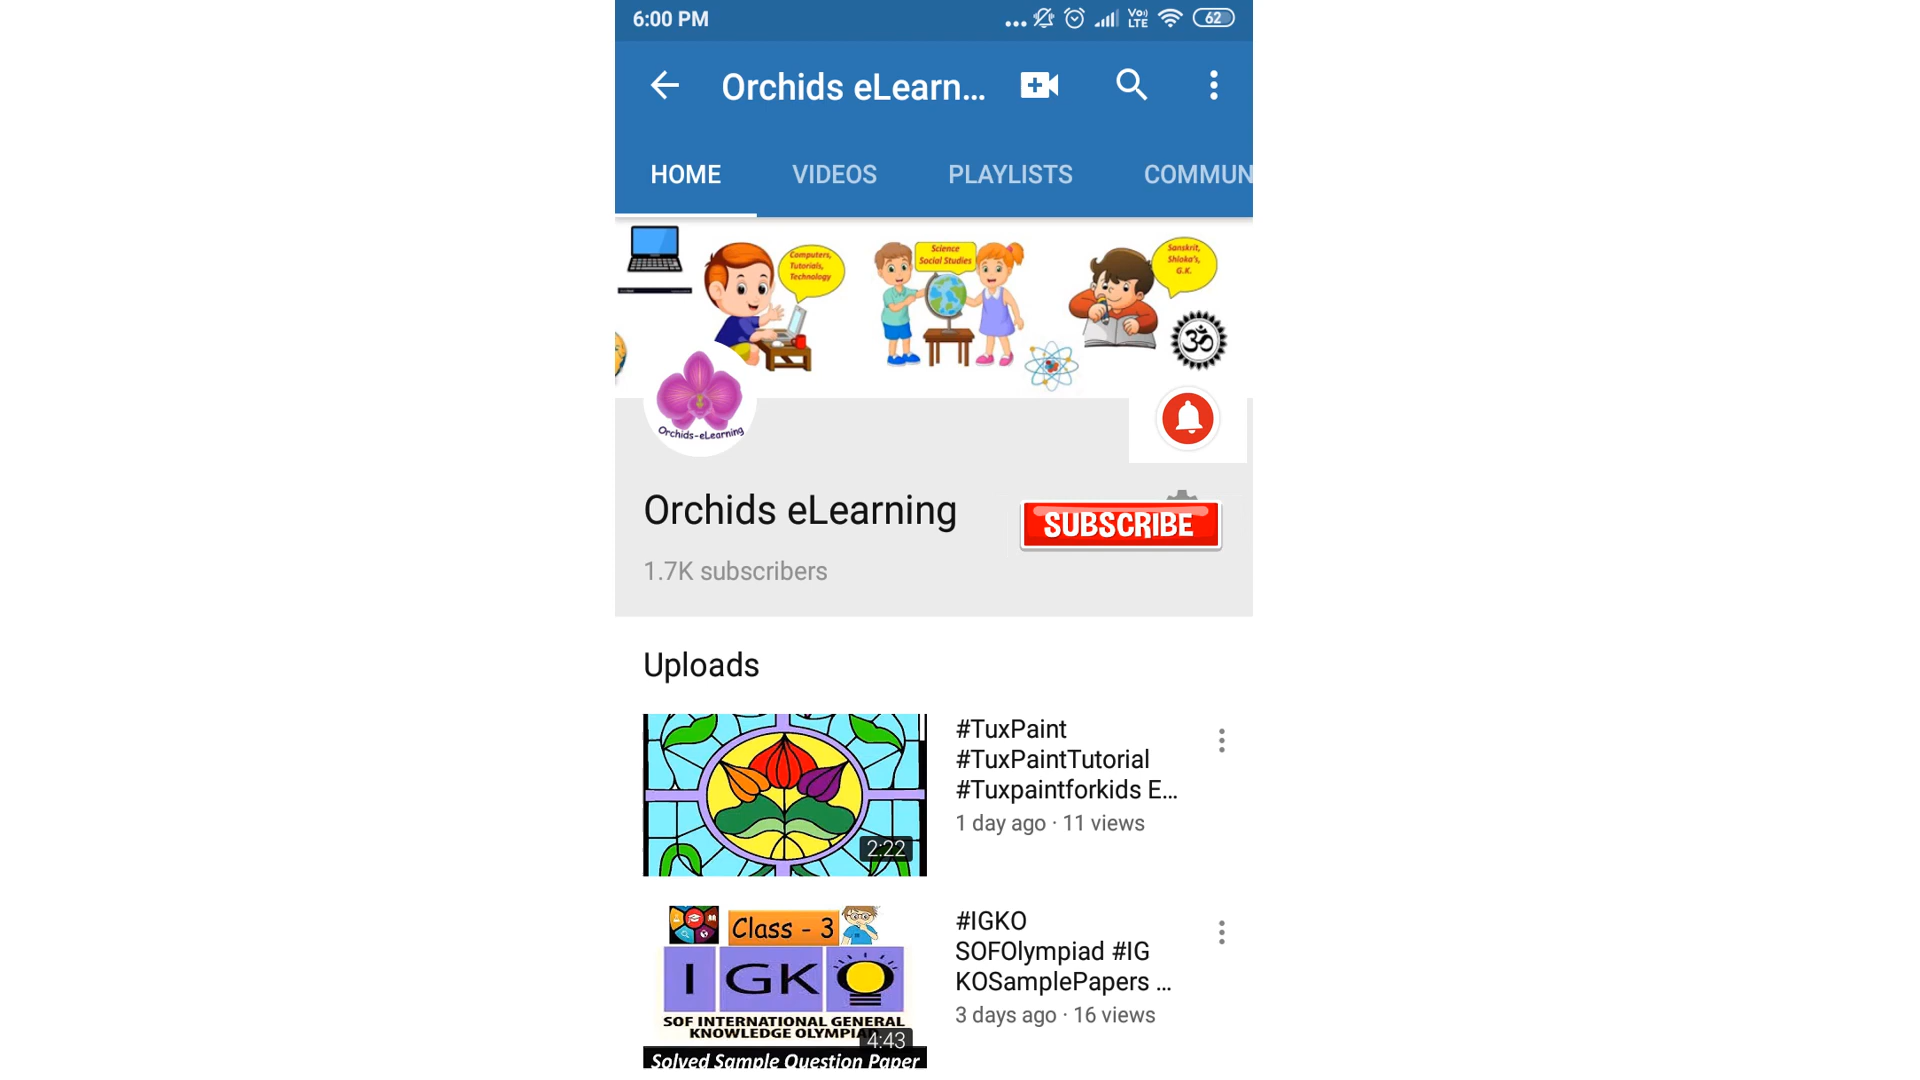 6:00 PM
VoLTE
62
Orchids eLearn...
HOME
VIDEOS
PLAYLISTS
COMMUN
Computers,
Tutorials,
Technology
Science
Social Studies
Sanskrit,
Shloka's,
G.K.
ॐ
Orchids-eLearning
Orchids eLearning
SUBSCRIBE
1.7K subscribers
Uploads
#TuxPaint
#TuxPaintTutorial
#Tuxpaintforkids E...
1 day ago · 11 views
2:22
Class - 3
IGKO
SOF INTERNATIONAL GENERAL
KNOWLEDGE OLYMPIA
4:43
Solved Sample Question Paper
#IGKO
SOFOlympiad #IG
KOSamplePapers ...
3 days ago · 16 views